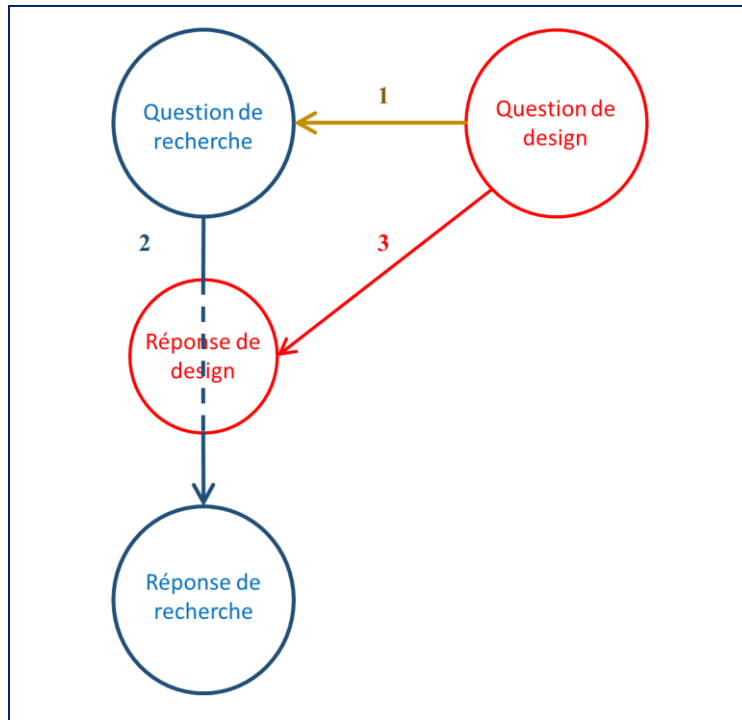 Question de
recherche
1
Question de
design
2
3
Réponse de
design
Réponse de
recherche